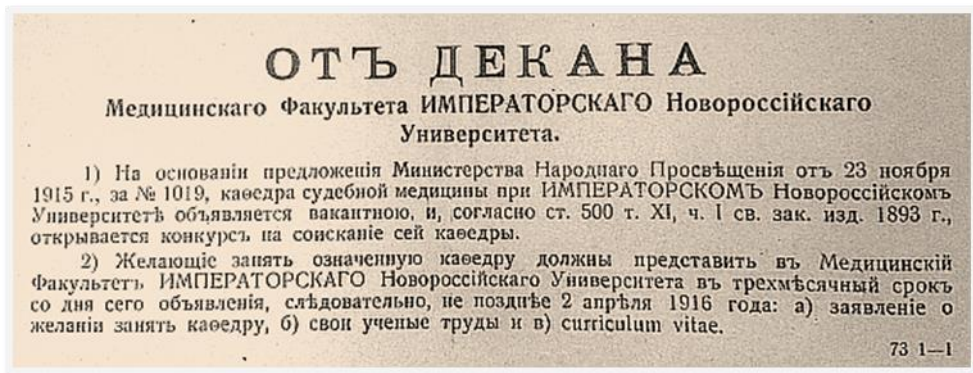 ОТЪ ДЕКАНА
Медицинскаго Факультета ИМПЕРАТОРСКАГО Новороссійскаго
Университета.
1) На основаніи предложенія Министерства Народнаго Просвѣщенія отъ 23 ноября
1915 г., за № 1019, каѳедра судебной медицины при ИМПЕРАТОРСКОМЪ Новороссійскомъ
Университетѣ объявляется вакантною, и, согласно ст. 500 т. XI, ч. I св. зак. изд. 1893 г.,
открывается конкурсъ на соисканіе сей каѳедры.
2) Желающіе занять означенную каѳедру должны представить въ Медицинскій
Факультетъ ИМПЕРАТОРСКАГО Новороссійскаго Университета въ трехмѣсячный срокъ
со дня сего объявленія, слѣдовательно, не позднѣе 2 апрѣля 1916 года: а) заявленіе о
желаніи занять каѳедру, б) свои ученые труды и в) curriculum vitae.
73 1—1